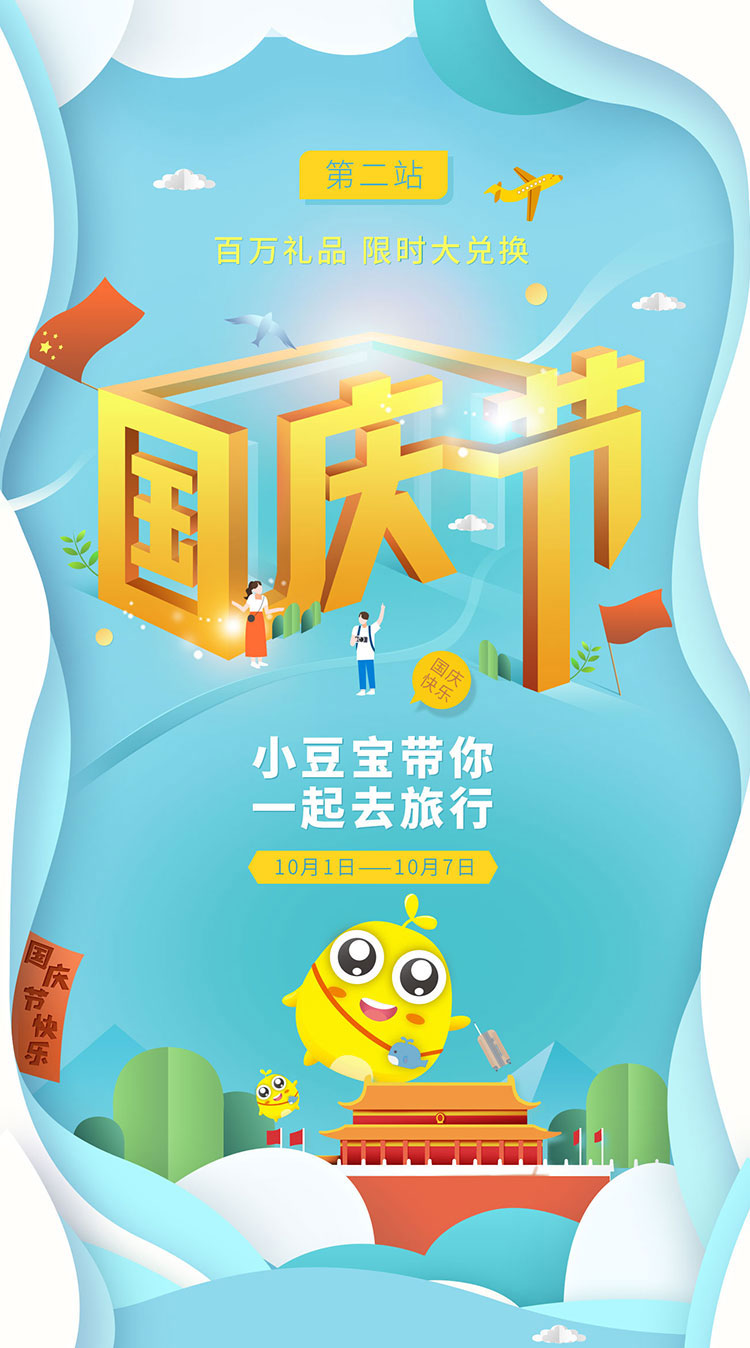 第二站
百万礼品 限时大兑换
国庆节
国庆
快乐
小豆宝带你
一起去旅行
10月1日——10月7日
国庆节快乐